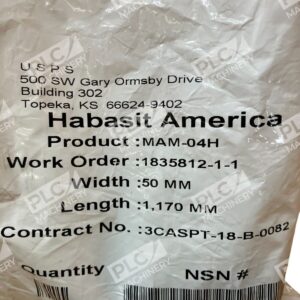 U S P S
500 SW Gary Ormsby Drive
Building 302
Topeka, KS 66624-9402
Habasit America
Product :MAM-04H
Work Order :1835812-1-1
Width :50 MM
Length :1,170 MM
Contract No. :3CASPT-18-B-0082
Quantity NSN #